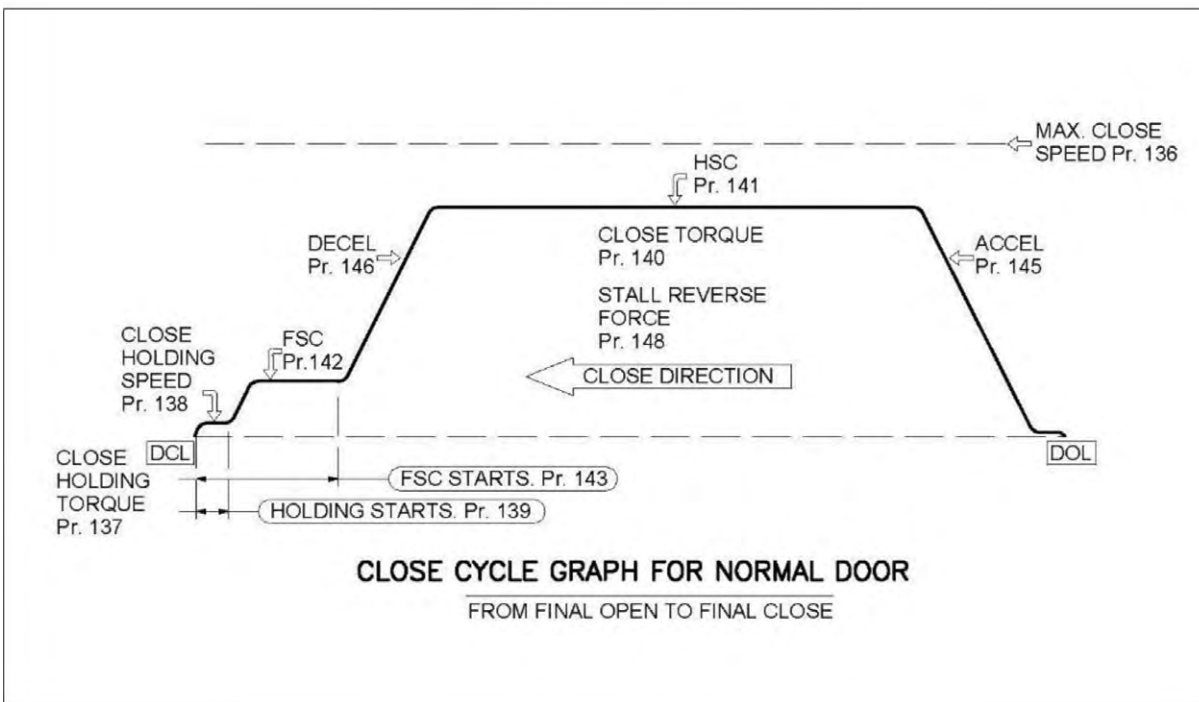 MAX. CLOSE
SPEED Pr. 136
HSC
Pr. 141
DECEL
Pr. 146
CLOSE TORQUE
Pr. 140
ACCEL
Pr. 145
STALL REVERSE
FORCE
Pr. 148
CLOSE
HOLDING
SPEED
Pr. 138
FSC
Pr.142
CLOSE DIRECTION
DCL
DOL
CLOSE
HOLDING
TORQUE
Pr. 137
FSC STARTS. Pr. 143
HOLDING STARTS. Pr. 139
CLOSE CYCLE GRAPH FOR NORMAL DOOR
FROM FINAL OPEN TO FINAL CLOSE